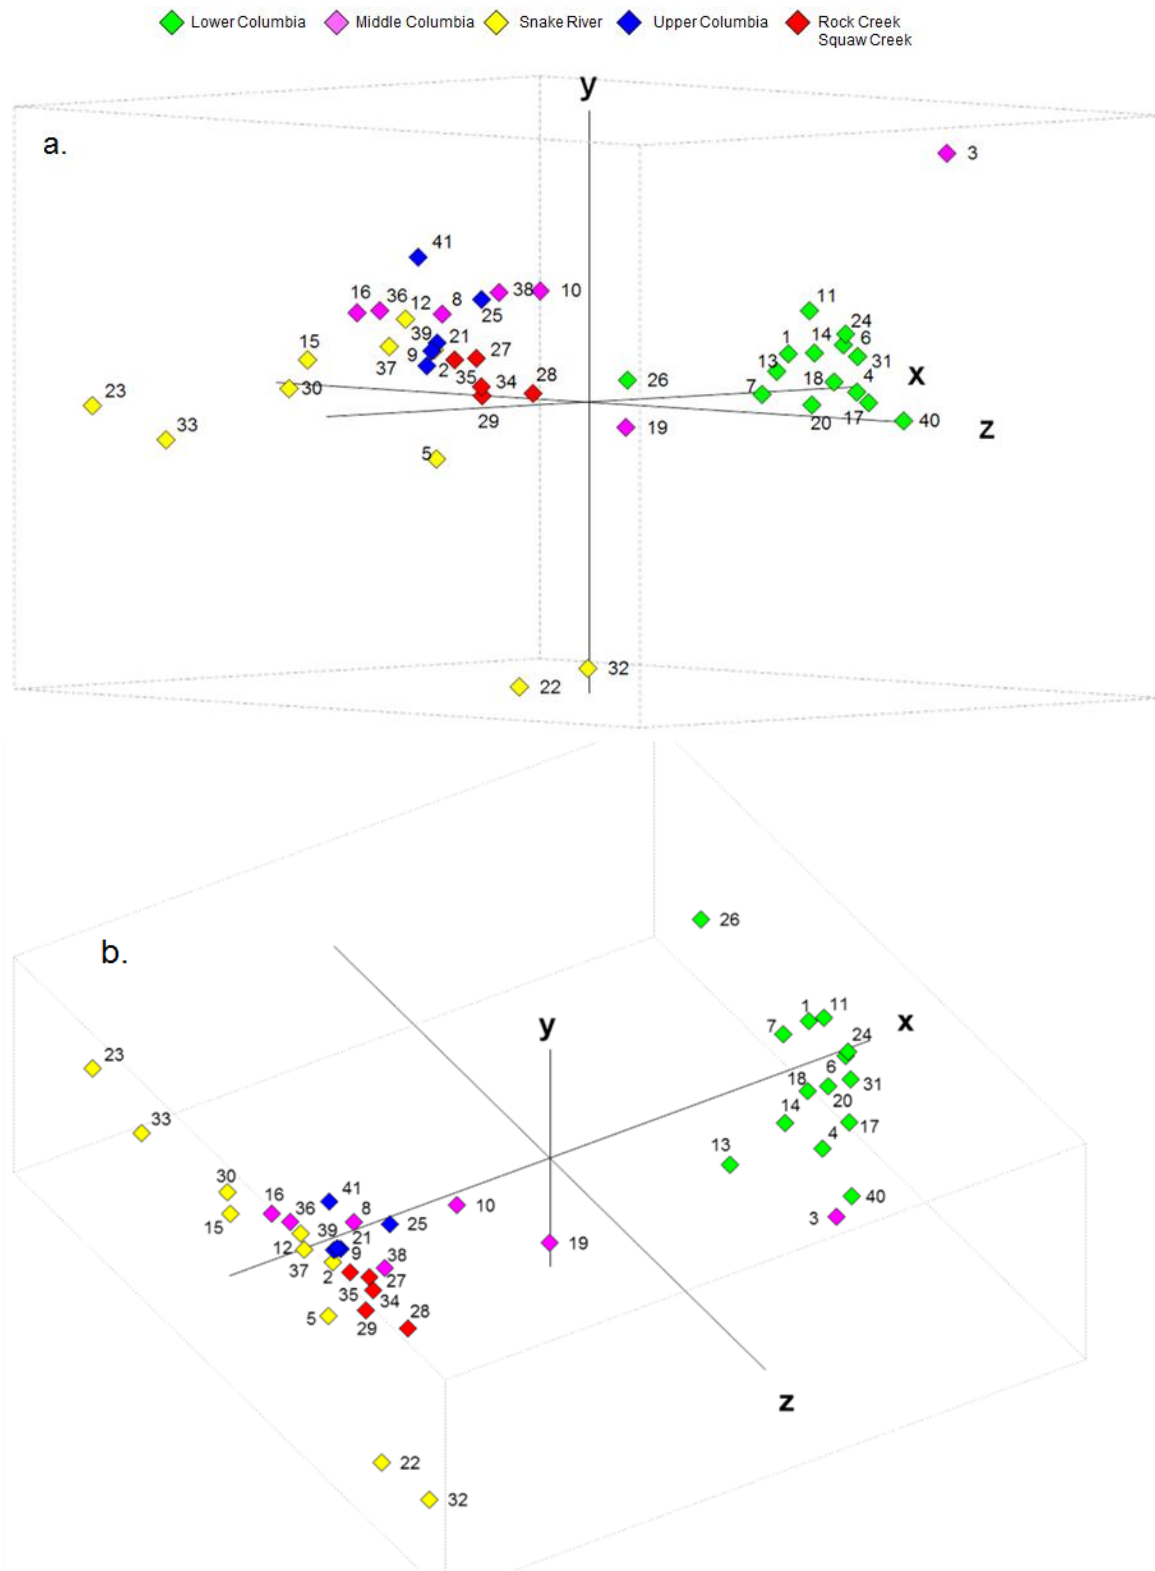 Lower Columbia Middle Columbia Snake River Upper Columbia Rock Creek
Squaw Creek
y
a.
3
41
16 36 12 8 38 10
25
11
24
39 21
1 14 6
15
9 37 2 27
13 31
35 34 28
x
30
26
7 18 4
23
29
20 17 40
z
33
19
5
32
22
b.
26
y
1 11
x
7
24
23
6
18 31
20
14
33
17
4
13
30
16 41
40
36 8 10
3
15
39 21 25
19
12 9
37 38
2 27
35 34
5 28
29
z
22
32